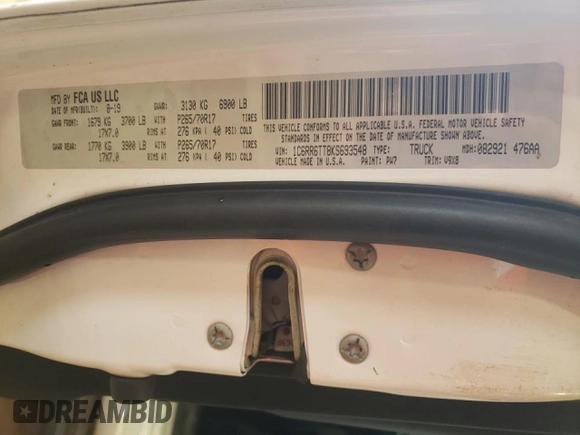 MFD BY FCA US LLC
DATE OF MFR(BUILT): 8-19 GVWR: 3130 KG 6900 LB
GAWR FRONT: 1679 KG 3700 LB WITH P265/70R17 TIRES
17X7.0 RIMS AT 276 KPA ( 40 PSI) COLD
GAWR REAR: 1770 KG 3900 LB WITH P265/70R17 TIRES
17X7.0 RIMS AT 276 KPA ( 40 PSI) COLD
THIS VEHICLE CONFORMS TO ALL APPLICABLE U.S.A. FEDERAL MOTOR VEHICLE SAFETY
STANDARDS IN EFFECT ON THE DATE OF MANUFACTURE SHOWN ABOVE.
VIN: 1C6RR6TT8KS693548 TYPE: TRUCK MDH: 082921 476AA
VEHICLE MADE IN U.S.A. PAINT: PW7 TRIM: V9X8
DREAMBID